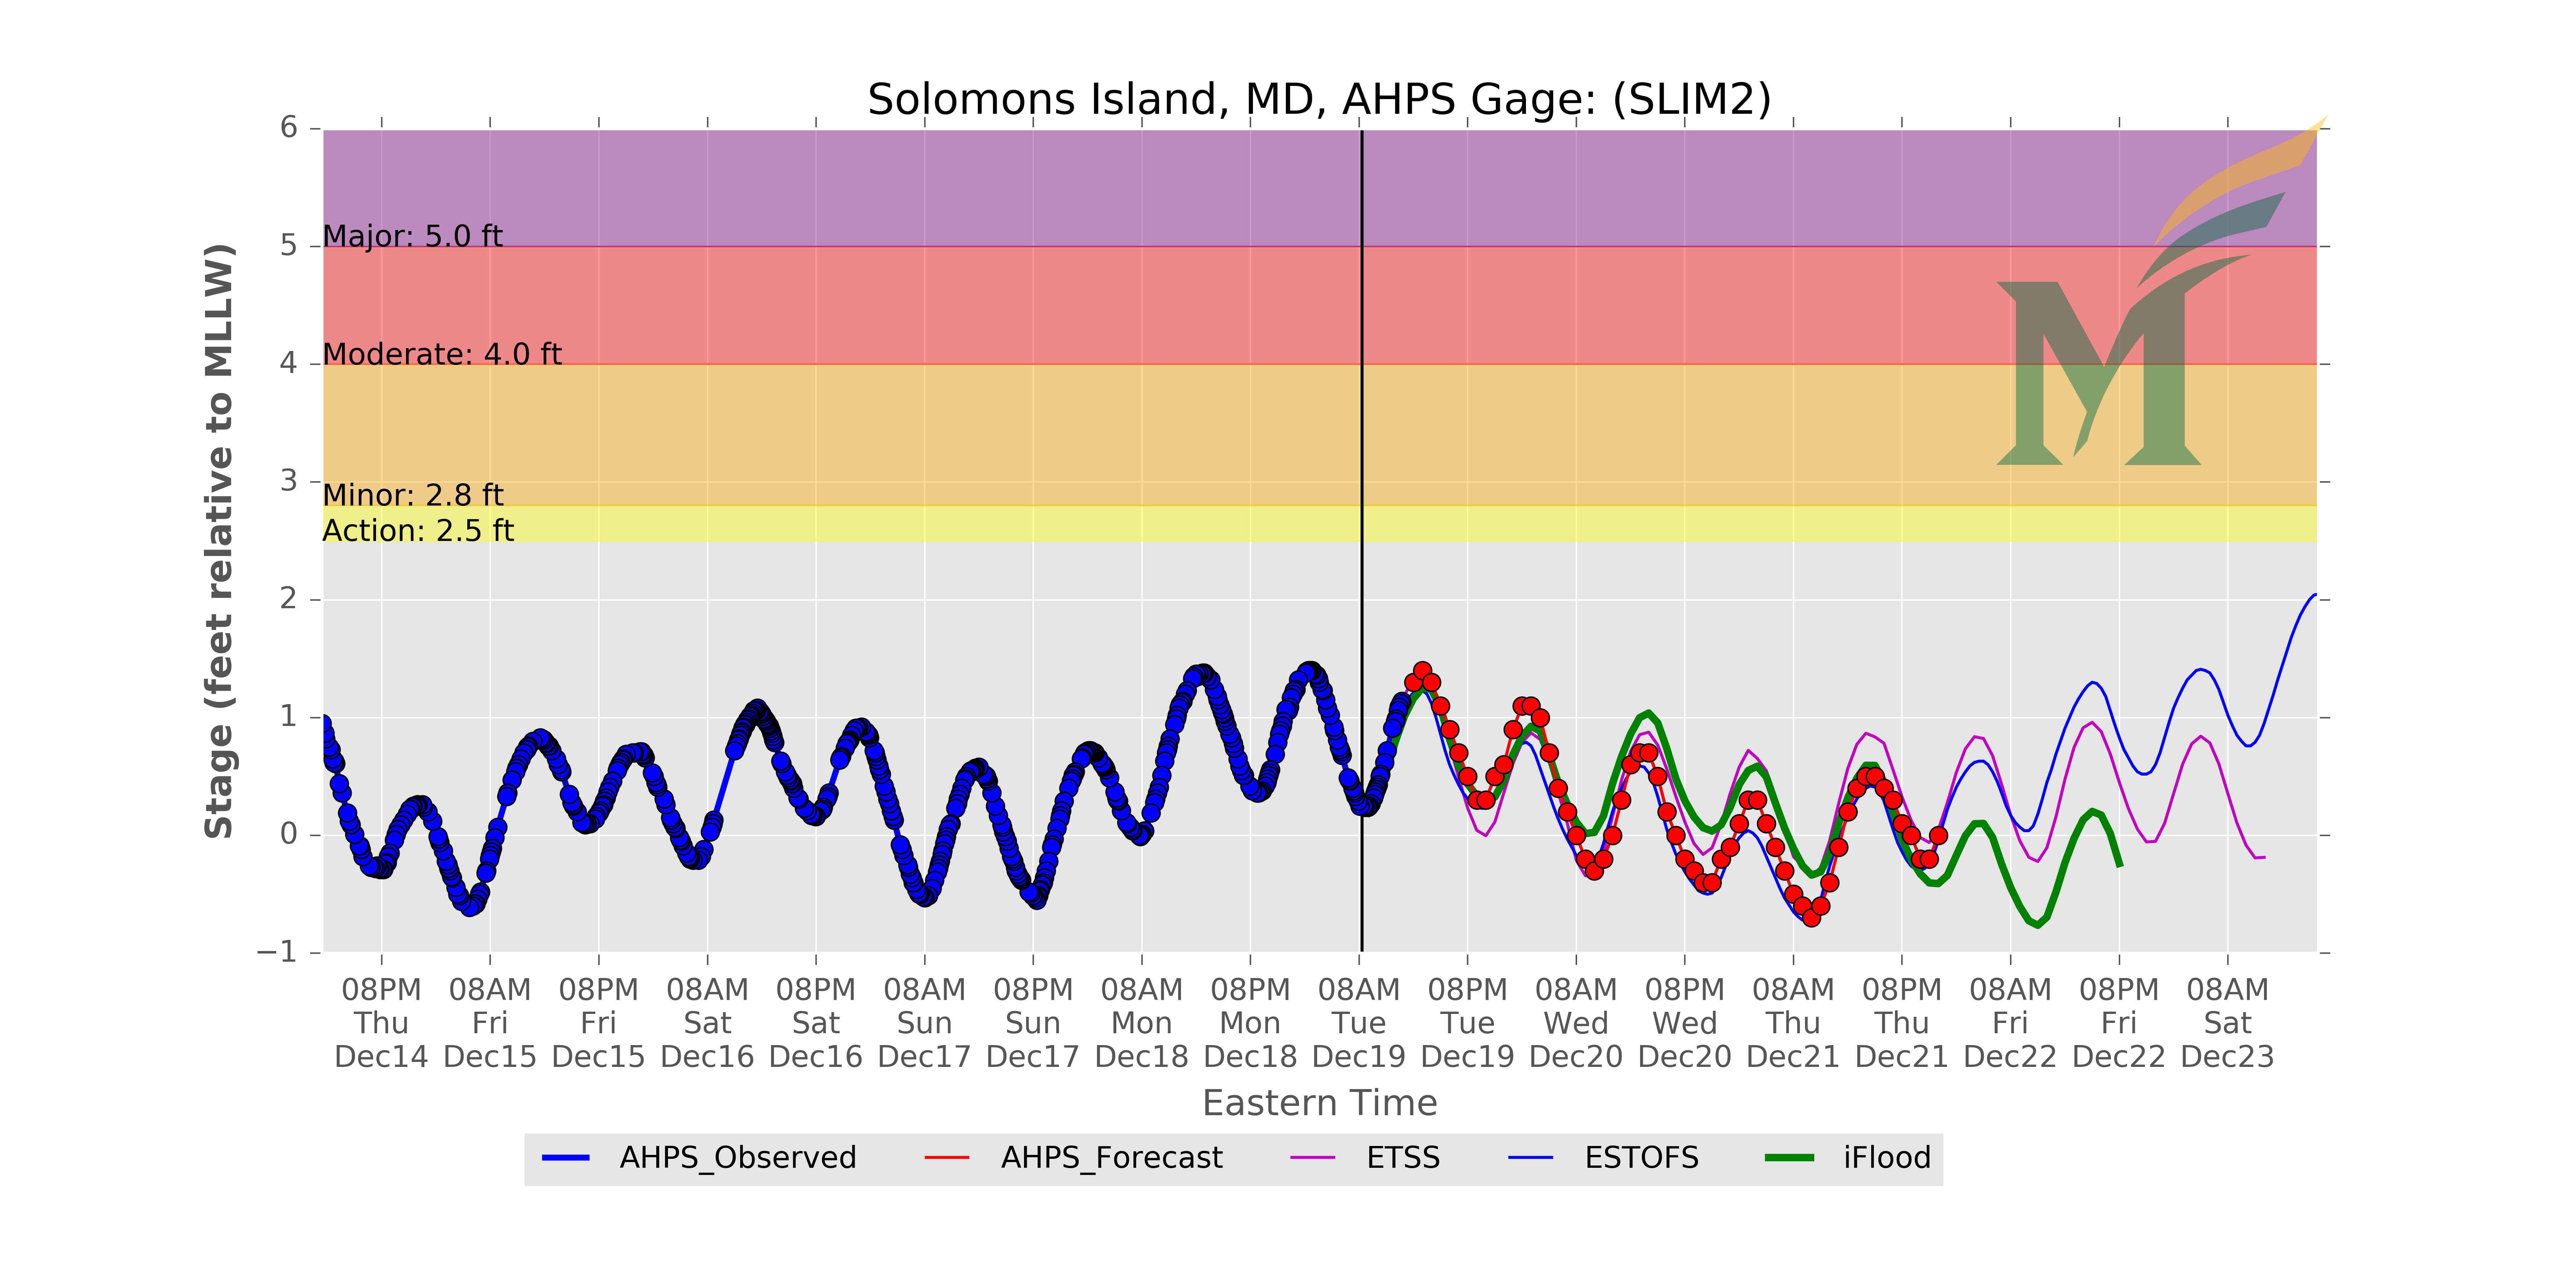 Solomons Island, MD, AHPS Gage: (SLIM2)
6
5
4
3
2
1
0
−1
Stage (feet relative to MLLW)
Major: 5.0 ft
Moderate: 4.0 ft
Minor: 2.8 ft
Action: 2.5 ft
M
08PM 08AM 08PM 08AM 08PM 08AM 08PM 08AM 08PM 08AM 08PM 08AM 08PM 08AM 08PM 08AM 08PM 08AM
Thu Fri Fri Sat Sat Sun Sun Mon Mon Tue Tue Wed Wed Thu Thu Fri Fri Sat
Dec14 Dec15 Dec15 Dec16 Dec16 Dec17 Dec17 Dec18 Dec18 Dec19 Dec19 Dec20 Dec20 Dec21 Dec21 Dec22 Dec22 Dec23
Eastern Time
AHPS_Observed AHPS_Forecast ETSS ESTOFS iFlood